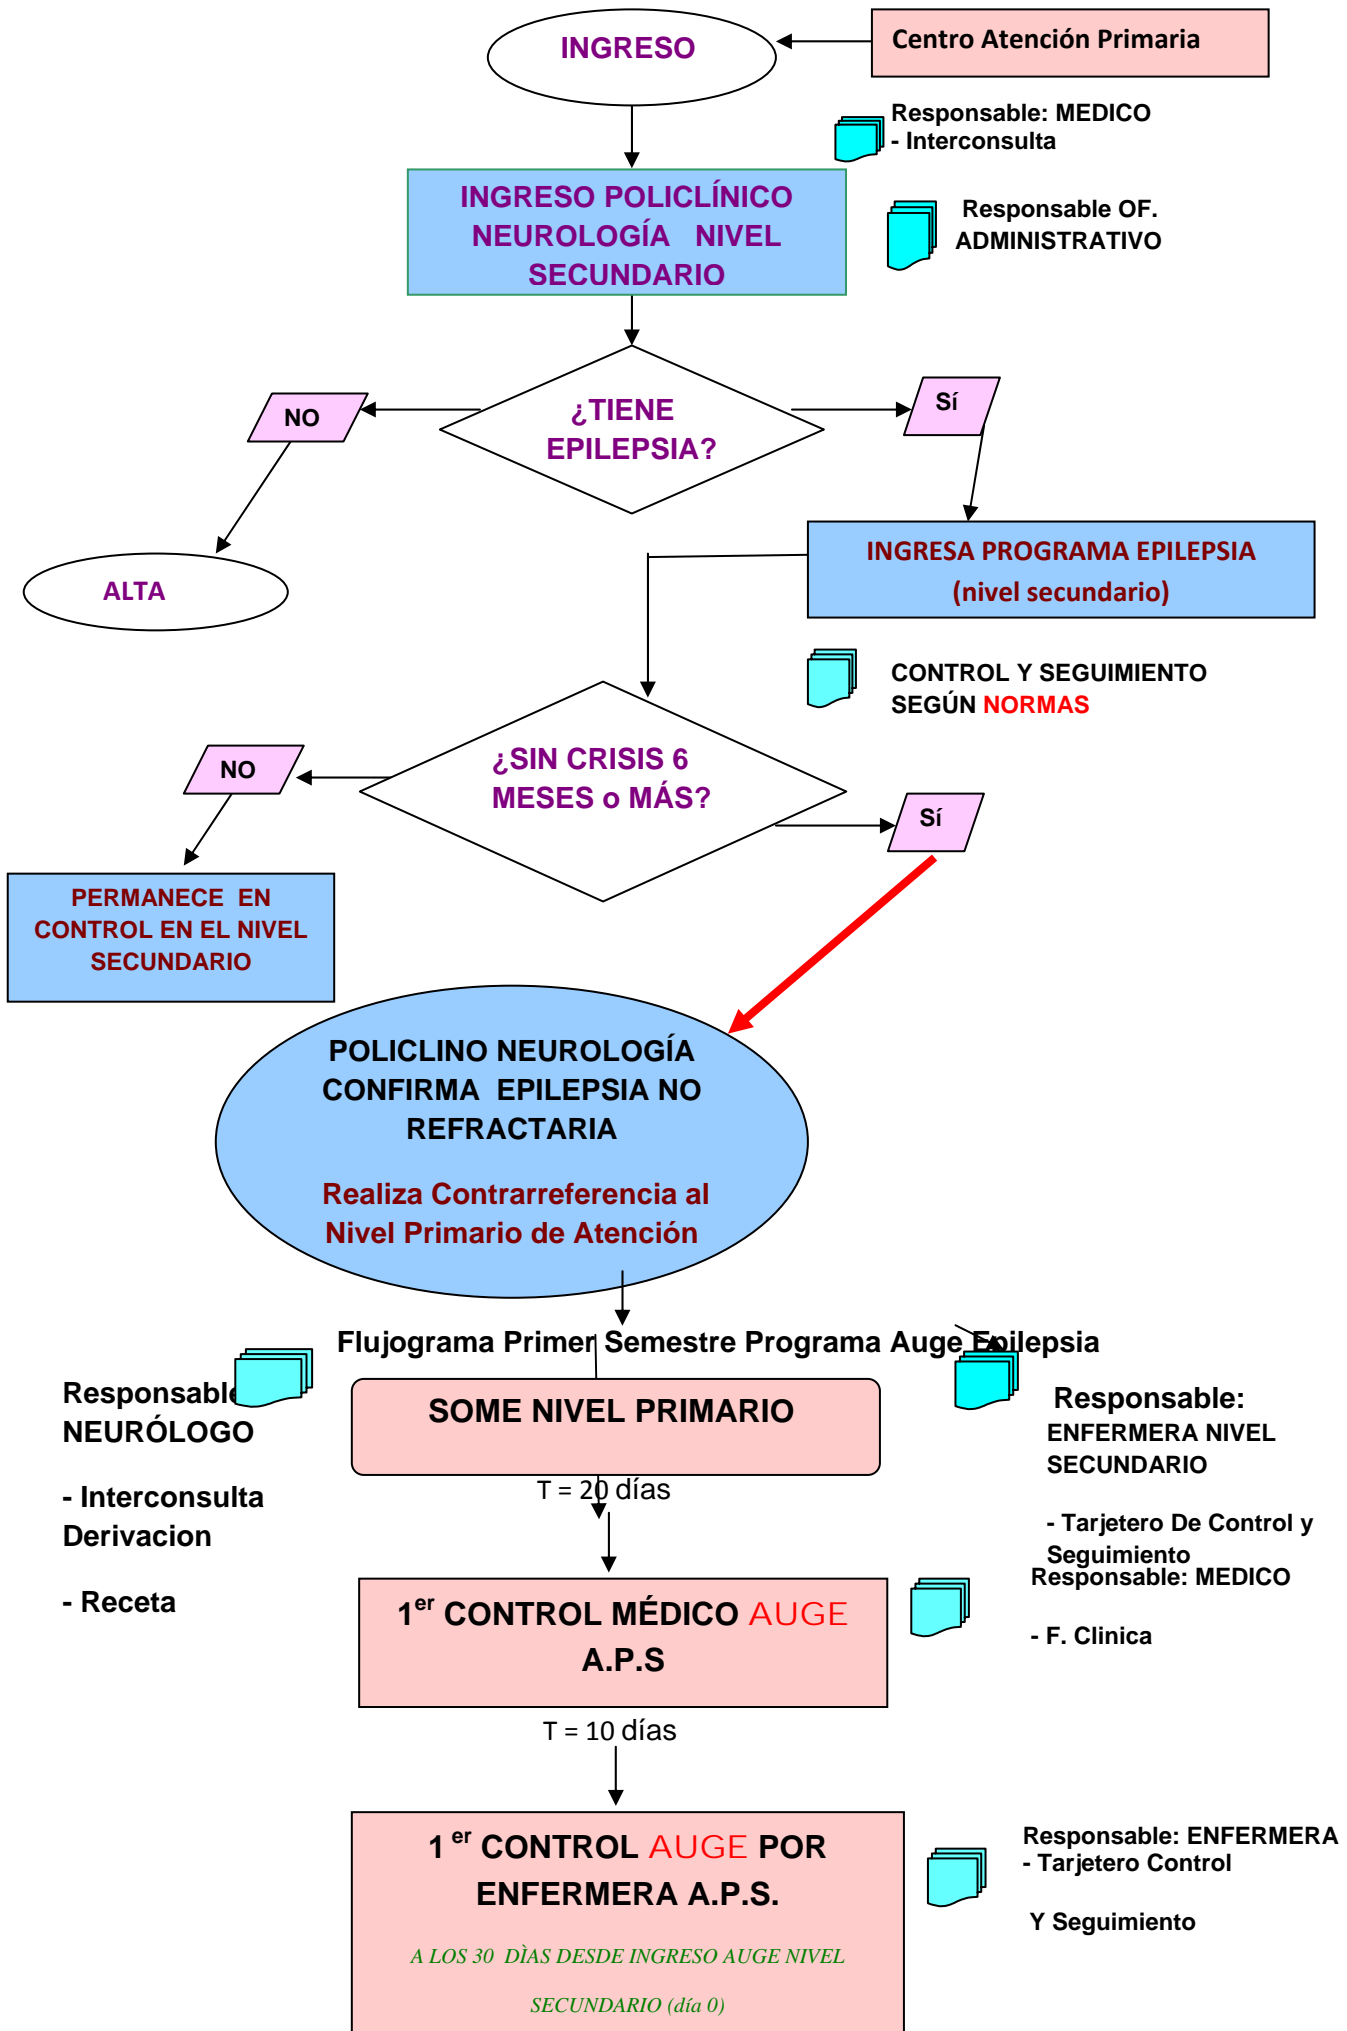 INGRESO
Centro Atención Primaria
Responsable: MEDICO
- Interconsulta
INGRESO POLICLÍNICO
NEUROLOGÍA NIVEL
SECUNDARIO
Responsable OF.
ADMINISTRATIVO
¿TIENE
EPILEPSIA?
NO
Sí
ALTA
INGRESA PROGRAMA EPILEPSIA
(nivel secundario)
CONTROL Y SEGUIMIENTO
SEGÚN NORMAS
¿SIN CRISIS 6
MESES o MÁS?
NO
Sí
PERMANECE EN
CONTROL EN EL NIVEL
SECUNDARIO
POLICLINO NEUROLOGÍA
CONFIRMA EPILEPSIA NO
REFRACTARIA
Realiza Contrarreferencia al
Nivel Primario de Atención
Flujograma Primer Semestre Programa Auge Epilepsia
Responsable
NEURÓLOGO
- Interconsulta
Derivacion
- Receta
SOME NIVEL PRIMARIO
T = 20 días
Responsable:
ENFERMERA NIVEL
SECUNDARIO
- Tarjetero De Control y
Seguimiento
Responsable: MEDICO
- F. Clinica
1er CONTROL MÉDICO AUGE
A.P.S
T = 10 días
1 er CONTROL AUGE POR
ENFERMERA A.P.S.
A LOS 30 DÌAS DESDE INGRESO AUGE NIVEL
SECUNDARIO (día 0)
Responsable: ENFERMERA
- Tarjetero Control
Y Seguimiento